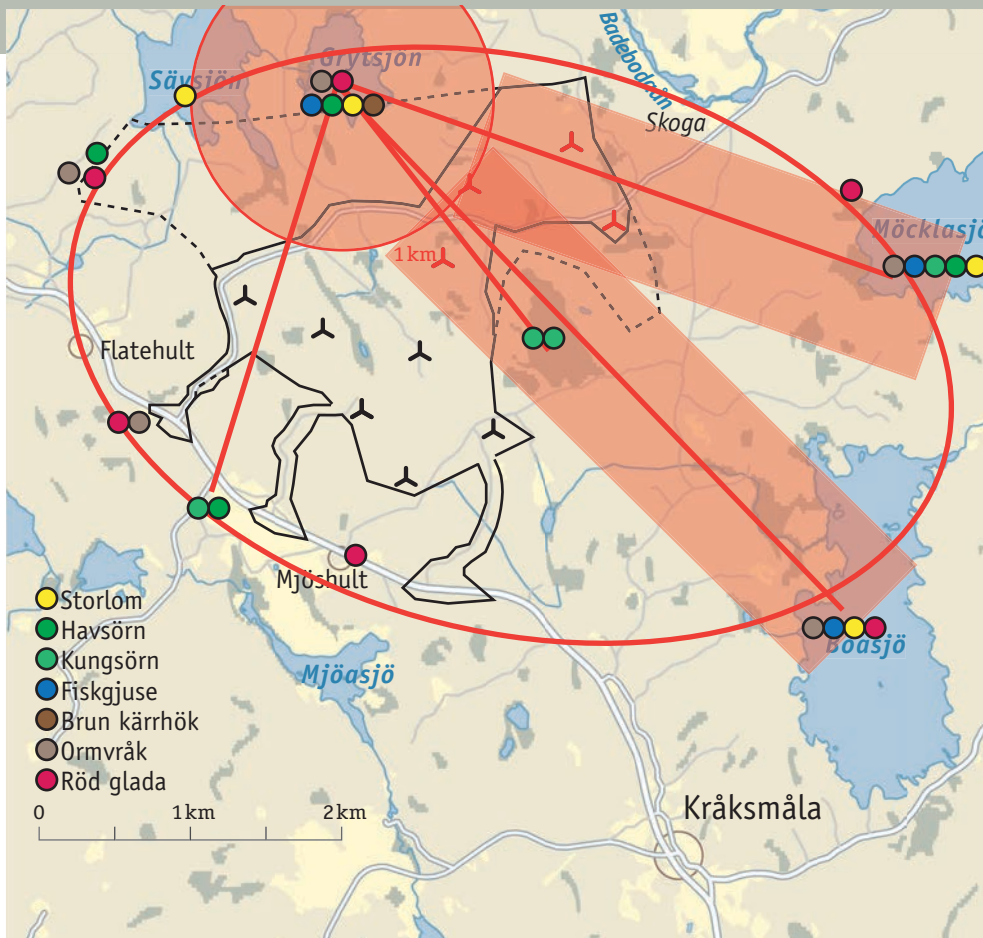 Grytsjön
Sävsjön
Badebodaån
Skoga
Möcklasjö
1km
Flatehult
Mjöshult
Storlom
Havsörn
Kungsörn
Fiskgjuse
Brun kärrhök
Ormvråk
Röd glada
Mjöasjö
Boasjö
0 1km 2km
Kråksmåla